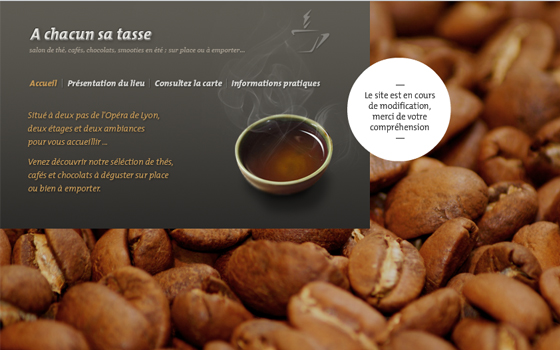 A chacun sa tasse
salon de thé, cafés, chocolats, smooties en été : sur place ou à emporter...
Accueil | Présentation du lieu | Consultez la carte | Informations pratiques
Situé à deux pas de l'Opéra de Lyon,
deux étages et deux ambiances
pour vous accueillir ...
Venez découvrir notre séléction de thés,
cafés et chocolats à déguster sur place
ou bien à emporter.
Le site est en cours
de modification,
merci de votre
compréhension